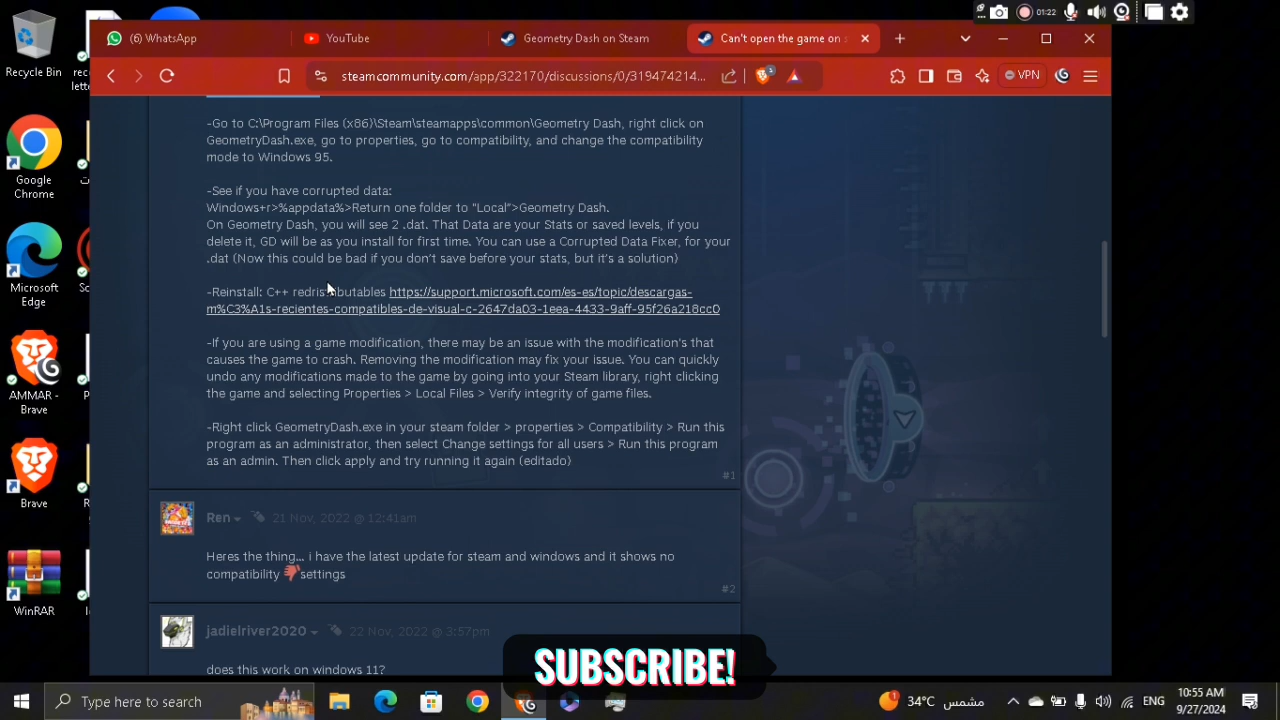 01:22
Recycle Bin
Google Chrome
Microsoft Edge
AMMAR - Brave
Brave
WinRAR
(6) WhatsApp
YouTube
Geometry Dash on Steam
Can't open the game on s
steamcommunity.com/app/322170/discussions/0/319474214...
1
VPN
-Go to C:\Program Files (x86)\Steam\steamapps\common\Geometry Dash, right click on
GeometryDash.exe, go to properties, go to compatibility, and change the compatibility
mode to Windows 95.
-See if you have corrupted data:
Windows+r>%appdata%>Return one folder to "Local">Geometry Dash.
On Geometry Dash, you will see 2 .dat. That Data are your Stats or saved levels, if you
delete it, GD will be as you install for first time. You can use a Corrupted Data Fixer, for your
.dat (Now this could be bad if you don't save before your stats, but it's a solution)
-Reinstall: C++ redristributables https://support.microsoft.com/es-es/topic/descargas-
m%C3%A1s-recientes-compatibles-de-visual-c-2647da03-1eea-4433-9aff-95f26a218cc0
-If you are using a game modification, there may be an issue with the modification's that
causes the game to crash. Removing the modification may fix your issue. You can quickly
undo any modifications made to the game by going into your Steam library, right clicking
the game and selecting Properties > Local Files > Verify integrity of game files.
-Right click GeometryDash.exe in your steam folder > properties > Compatibility > Run this
program as an administrator, then select Change settings for all users > Run this program
as an admin. Then click apply and try running it again (editado)
#1
Ren 21 Nov, 2022 @ 12:41am
Heres the thing... i have the latest update for steam and windows and it shows no
compatibility settings
#2
jadielriver2020 22 Nov, 2022 @ 3:57pm
does this work on windows 11?
SUBSCRIBE!
Type here to search
1
34°C مشمس
ENG
10:55 AM
9/27/2024